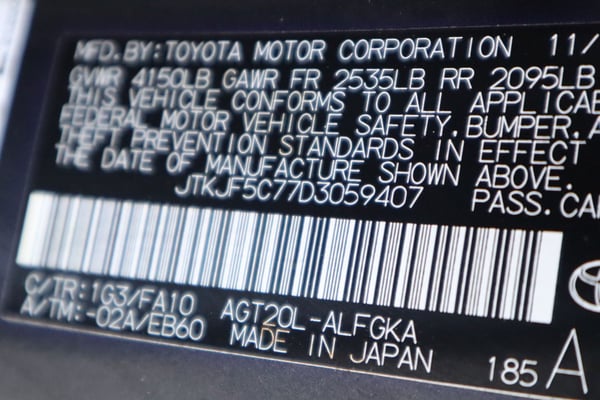 MFD. BY: TOYOTA MOTOR CORPORATION 11/
GVWR 4150LB GAWR FR 2535LB RR 2095LB
THIS VEHICLE CONFORMS TO ALL APPLICAB
FEDERAL MOTOR VEHICLE SAFETY, BUMPER, A
THEFT PREVENTION STANDARDS IN EFFECT
THE DATE OF MANUFACTURE SHOWN ABOVE.
JTKJF5C77D3059407 PASS. CA
C/TR: 1G3/FA10 AGT20L-ALFGKA
A/TM: -02A/EB60 MADE IN JAPAN 185 A